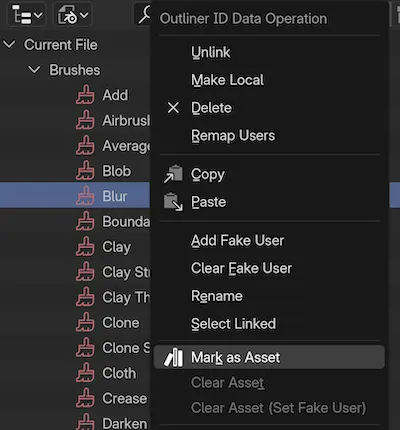 Outliner ID Data Operation
Current File
Unlink
Brushes
Make Local
Add
Delete
Airbrush
Remap Users
Average
Blob
Copy
Blur
Paste
Bounda
Clay
Add Fake User
Clay St
Clear Fake User
Clay Th
Rename
Clone
Select Linked
Clone S
Mark as Asset
Cloth
Clear Asset
Crease
Clear Asset (Set Fake User)
Darken